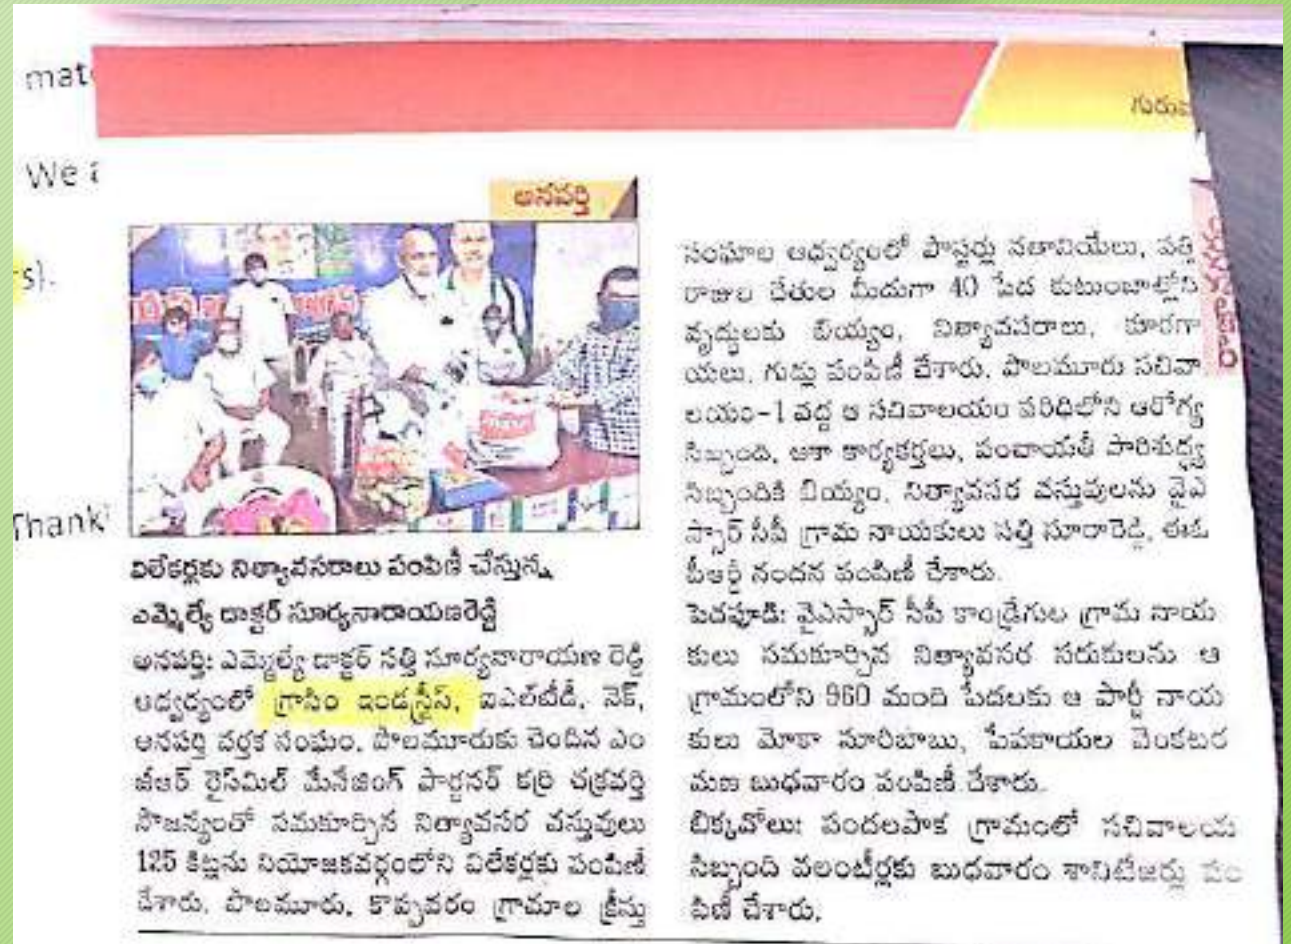 mat
We a
s).
Thank
గురువ
అనపర్తి
విలేకర్లకు నిత్యావసరాలు పంపిణీ చేస్తున్న
ఎమ్మెల్యే డాక్టర్ సూర్యనారాయణరెడ్డి
అనపర్తి: ఎమ్మెల్యే డాక్టర్ సత్తి సూర్యనారాయణ రెడ్డి
ఆధ్వర్యంలో గ్రాసిం ఇండస్ట్రీస్, ఐఎల్‌టీడీ, నెక్,
అనపర్తి వర్తక సంఘం, పొలమూరుకు చెందిన ఎం
జీఆర్ రైస్‌మిల్ మేనేజింగ్ పార్టనర్ కర్రి చక్రవర్తి
సౌజన్యంతో సమకూర్చిన నిత్యావసర వస్తువులు
125 కిట్లను నియోజకవర్గంలోని విలేకర్లకు పంపిణీ
చేశారు. పొలమూరు, కొప్పవరం గ్రామాల క్రీస్తు
సంఘాల ఆధ్వర్యంలో పాస్టర్లు సతానియేలు, సత్తి
రాజుల చేతుల మీదుగా 40 పేద కుటుంబాల్లోని
వృద్ధులకు బియ్యం, నిత్యావసరాలు, కూరగా
యలు, గుడ్లు పంపిణీ చేశారు. పొలమూరు సచివా
లయం-1 వద్ద ఆ సచివాలయం పరిధిలోని ఆరోగ్య
సిబ్బంది, ఆశా కార్యకర్తలు, పంచాయతీ పారిశుద్ధ్య
సిబ్బందికి బియ్యం, నిత్యావసర వస్తువులను వైఎ
స్సార్ సీపీ గ్రామ నాయకులు సత్తి సూరారెడ్డి, ఈఓ
పీఆర్డీ నందన పంపిణీ చేశారు.
పెదపూడి: వైఎస్సార్ సీపీ కాండ్రేగుల గ్రామ నాయ
కులు సమకూర్చిన నిత్యావసర సరుకులను ఆ
గ్రామంలోని 960 మంది పేదలకు ఆ పార్టీ నాయ
కులు మోకా సూరిబాబు, పేపకాయల వెంకటర
మణ బుధవారం పంపిణీ చేశారు.
బిక్కవోలు: పందలపాక గ్రామంలో సచివాలయ
సిబ్బంది వలంటీర్లకు బుధవారం శానిటైజర్లు పం
పిణీ చేశారు.